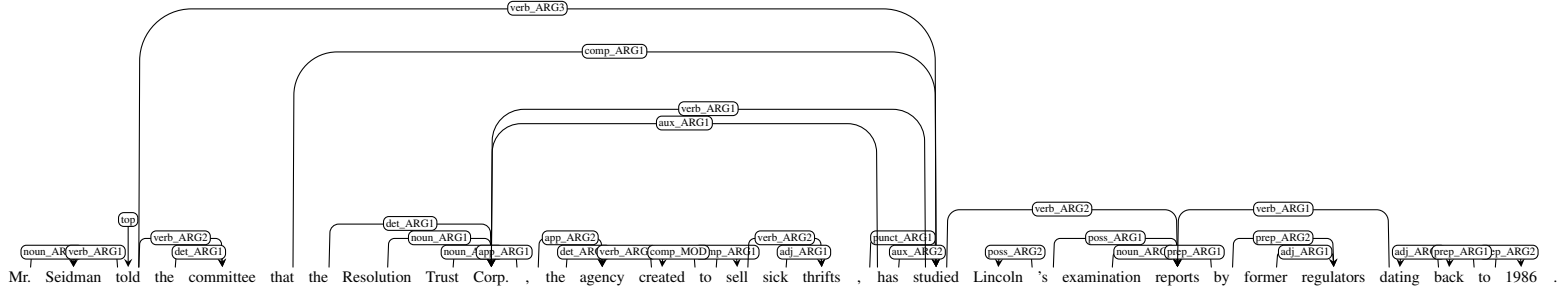 verb_ARG3
comp_ARG1
verb_ARG1
aux_ARG1
top
verb_ARG2 verb_ARG1
det_ARG1
verb_ARG2 noun_ARG1 app_ARG2 verb_ARG2 punct_ARG1 poss_ARG1 prep_ARG2
verb_ARG1 det_ARG1 app_ARG1 comp_MOD adj_ARG1 aux_ARG2 poss_ARG2 prep_ARG1 adj_ARG1 prep_ARG1
Mr. Seidman told the committee that the Resolution Trust Corp. , the agency created to sell sick thrifts , has studied Lincoln 's examination reports by former regulators dating back to 1986 .